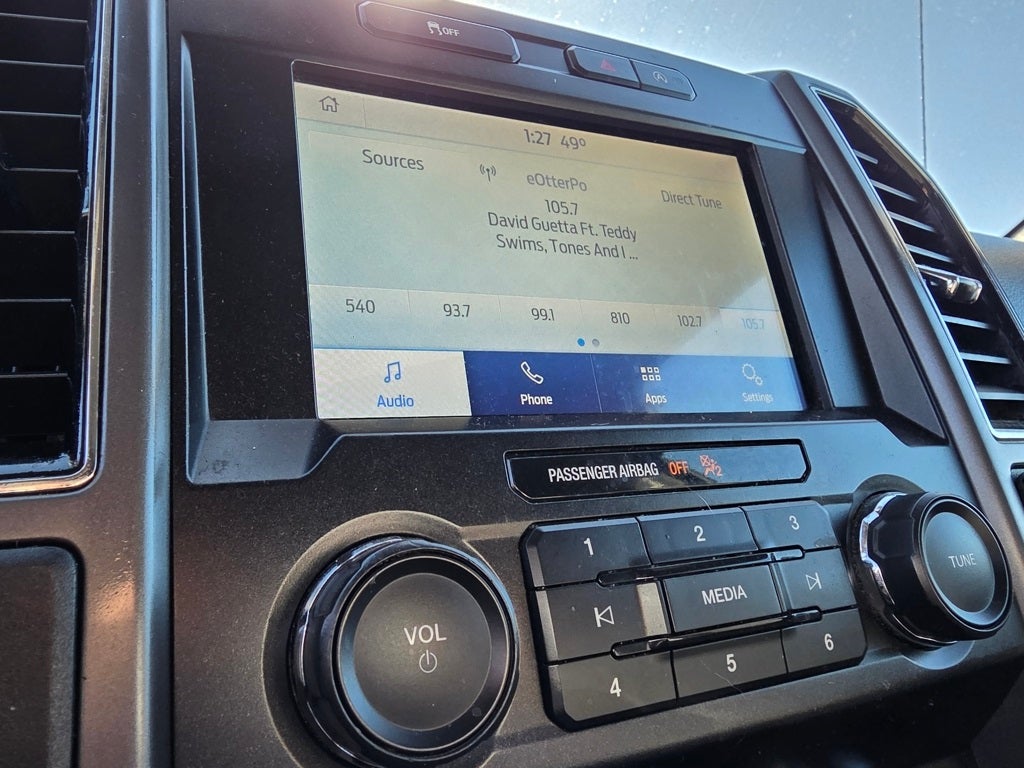 OFF
1:27 49°
Sources
eOtterPo
Direct Tune
105.7
David Guetta Ft. Teddy
Swims, Tones And I ...
540 93.7 99.1 810 102.7 105.7
Audio Phone Apps Settings
PASSENGER AIRBAG OFF 2
1 2 3
MEDIA
4 5 6
VOL
TUNE